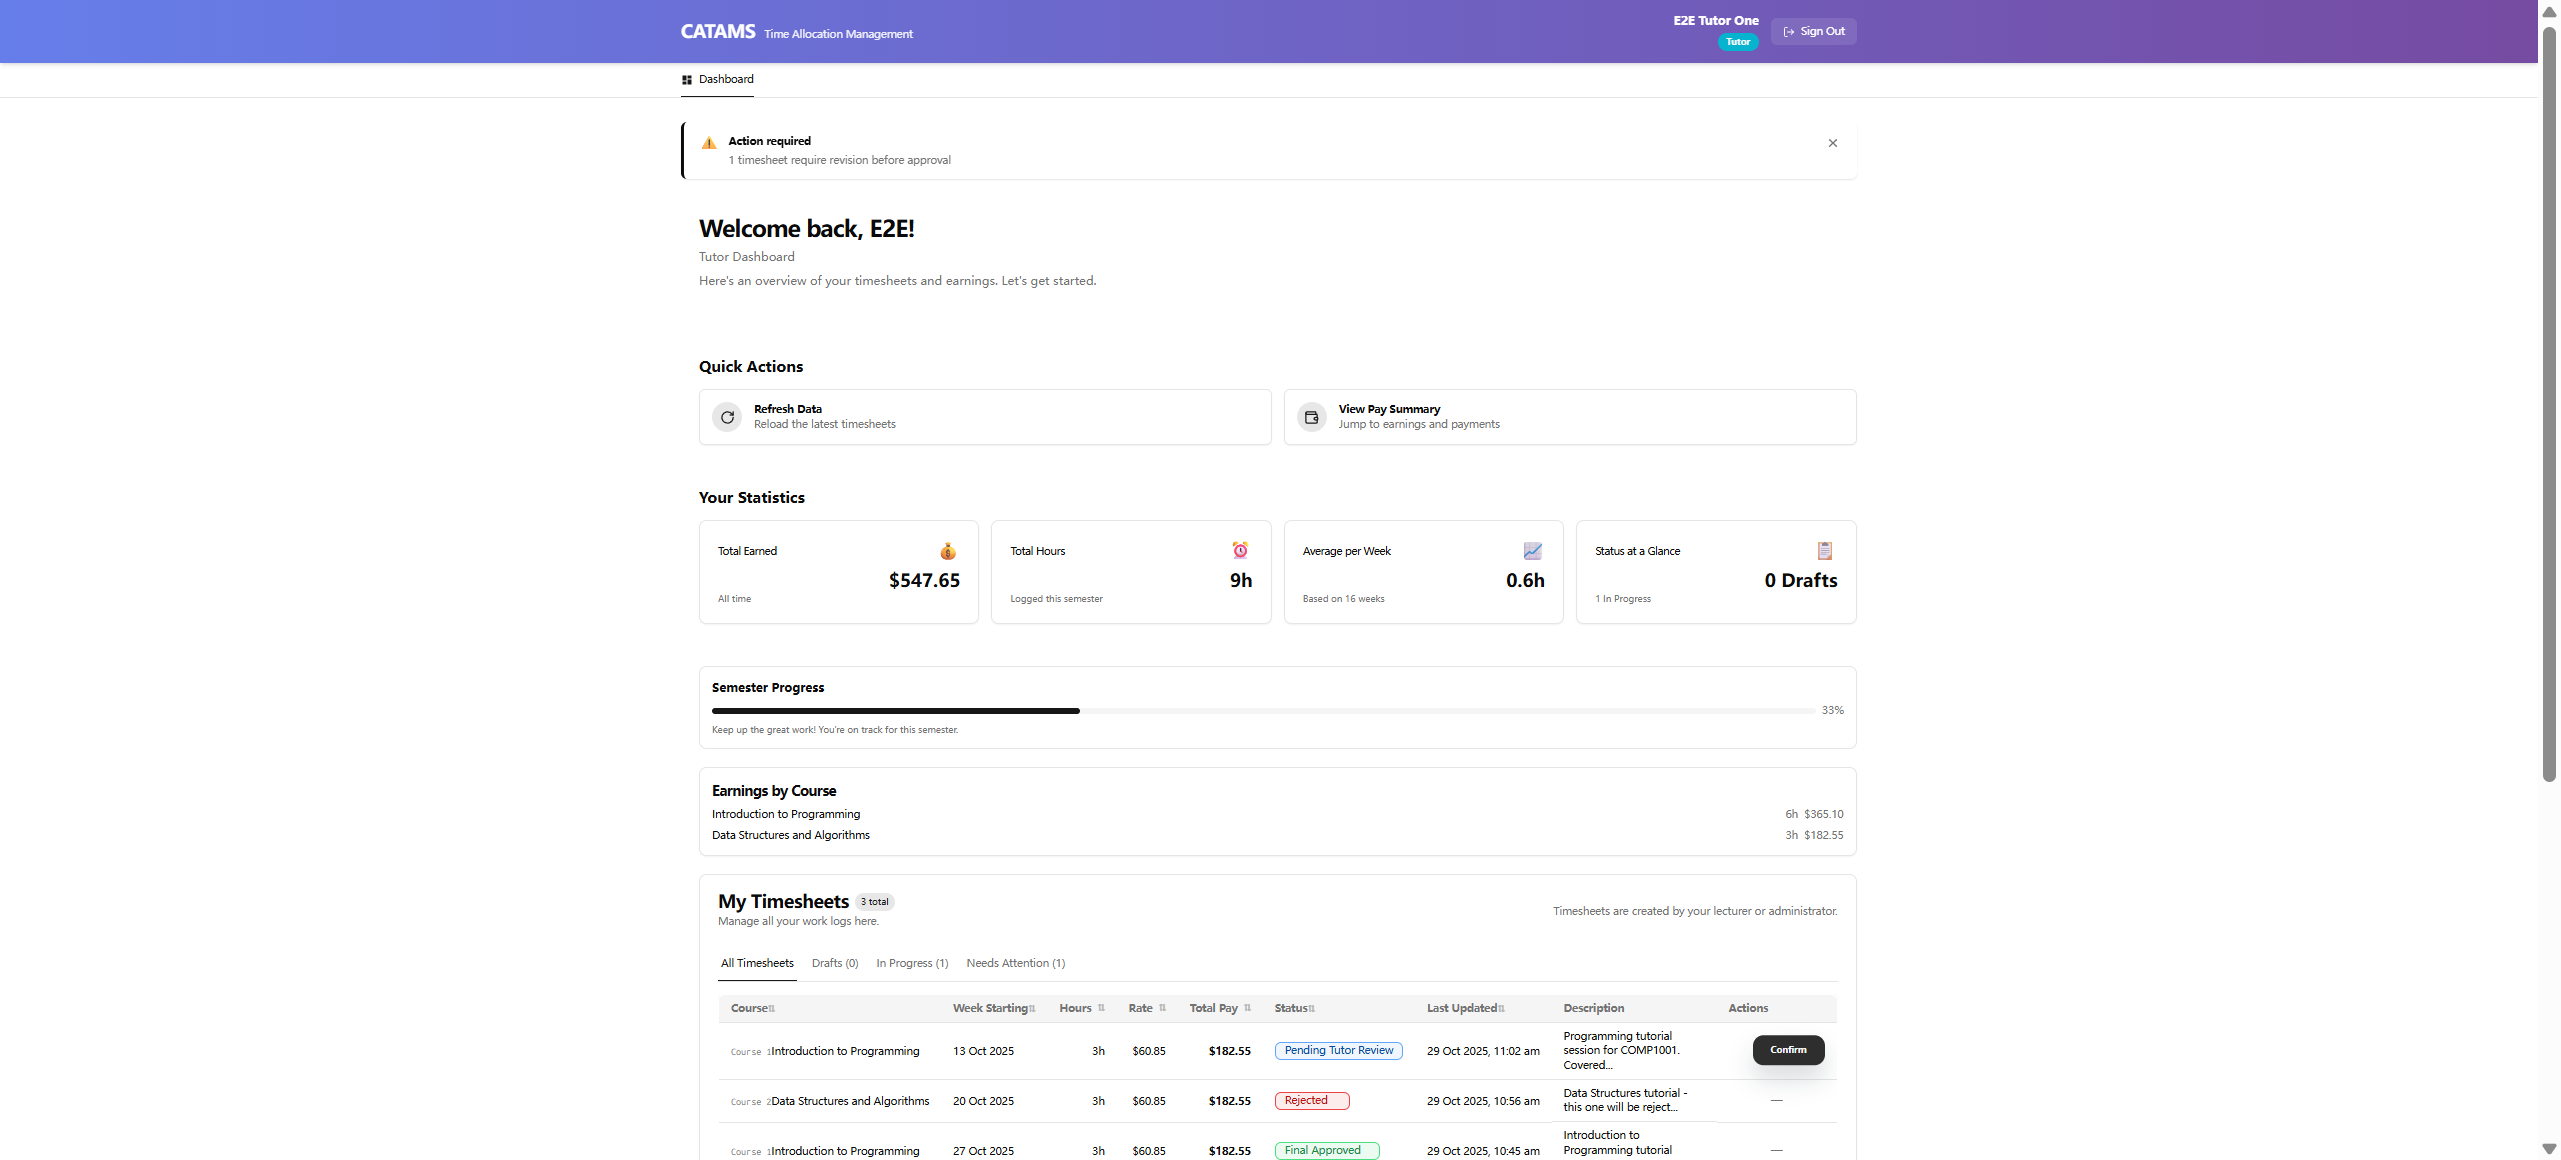 CATAMS Time Allocation Management
E2E Tutor One
Tutor
Sign Out
Dashboard
Action required
1 timesheet require revision before approval
Welcome back, E2E!
Tutor Dashboard
Here's an overview of your timesheets and earnings. Let's get started.
Quick Actions
Refresh Data
Reload the latest timesheets
View Pay Summary
Jump to earnings and payments
Your Statistics
Total Earned
$547.65
All time
Total Hours
9h
Logged this semester
Average per Week
0.6h
Based on 16 weeks
Status at a Glance
0 Drafts
1 In Progress
Semester Progress
33%
Keep up the great work! You're on track for this semester.
Earnings by Course
Introduction to Programming 6h $365.10
Data Structures and Algorithms 3h $182.55
My Timesheets 3 total
Manage all your work logs here.
Timesheets are created by your lecturer or administrator.
All Timesheets Drafts (0) In Progress (1) Needs Attention (1)
Course Week Starting Hours Rate Total Pay Status Last Updated Description Actions
Course 1Introduction to Programming 13 Oct 2025 3h $60.85 $182.55 Pending Tutor Review 29 Oct 2025, 11:02 am
Programming tutorial
session for COMP1001.
Covered...
Confirm
Course 2Data Structures and Algorithms 20 Oct 2025 3h $60.85 $182.55 Rejected 29 Oct 2025, 10:56 am
Data Structures tutorial -
this one will be reject...
—
Course 1Introduction to Programming 27 Oct 2025 3h $60.85 $182.55 Final Approved 29 Oct 2025, 10:45 am
Introduction to
Programming tutorial
—